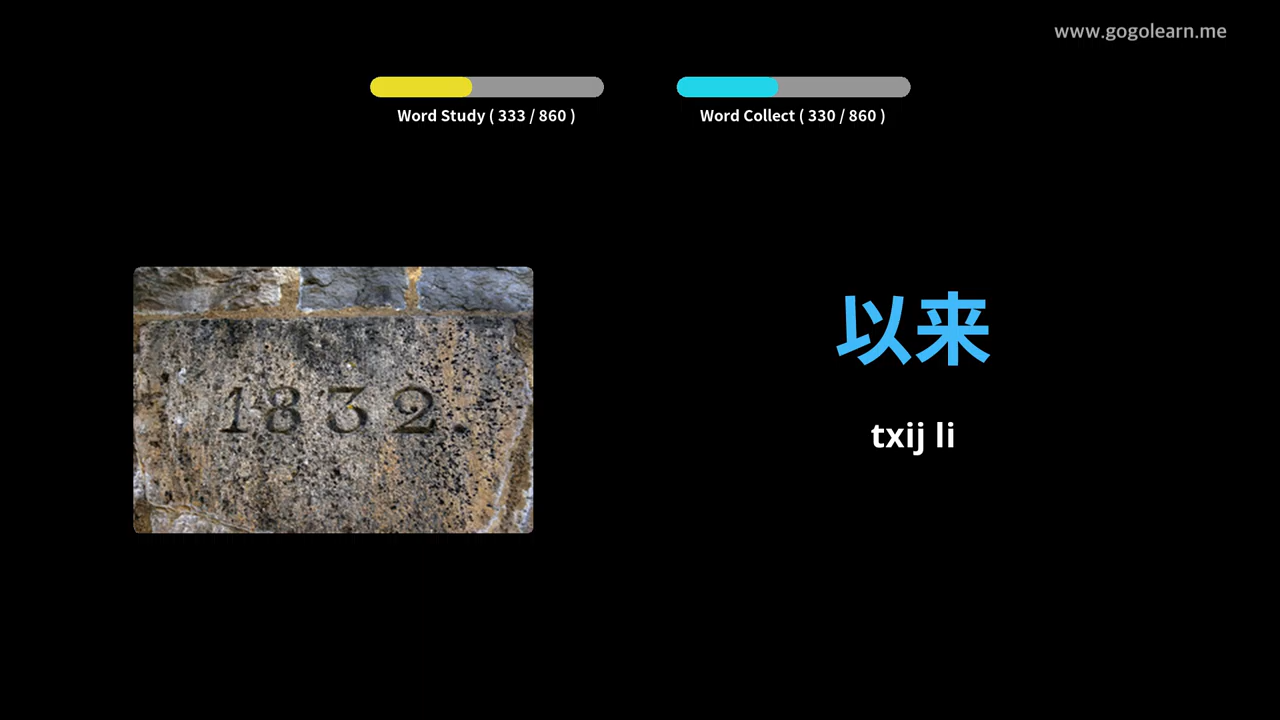 www.gogolearn.me
Word Study ( 333 / 860 )
Word Collect ( 330 / 860 )
1832.
以来
txij li